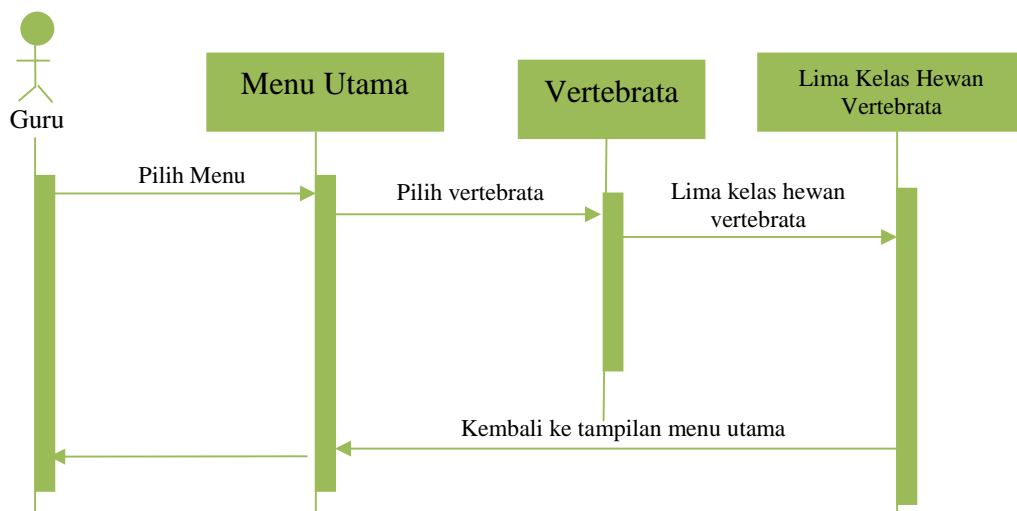 Guru
Menu Utama
Vertebrata
Lima Kelas Hewan
Vertebrata
Pilih Menu
Pilih vertebrata
Lima kelas hewan
vertebrata
Kembali ke tampilan menu utama